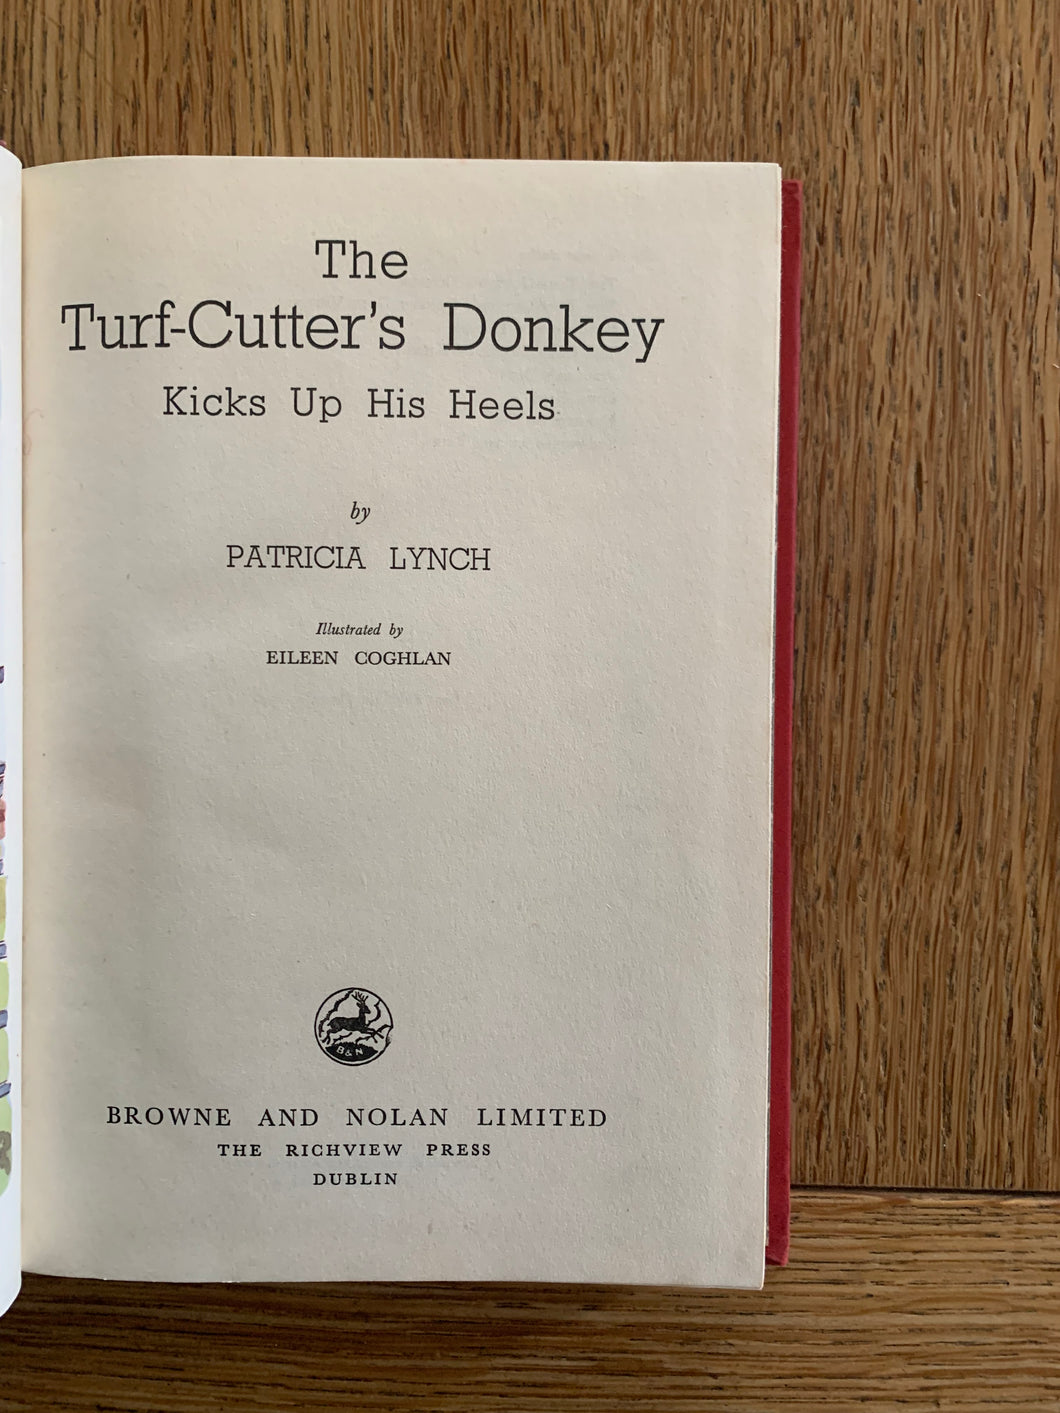 The
Turf-Cutter's Donkey
Kicks Up His Heels
by
PATRICIA LYNCH
Illustrated by
EILEEN COGHLAN
B & N
BROWNE AND NOLAN LIMITED
THE RICHVIEW PRESS
DUBLIN